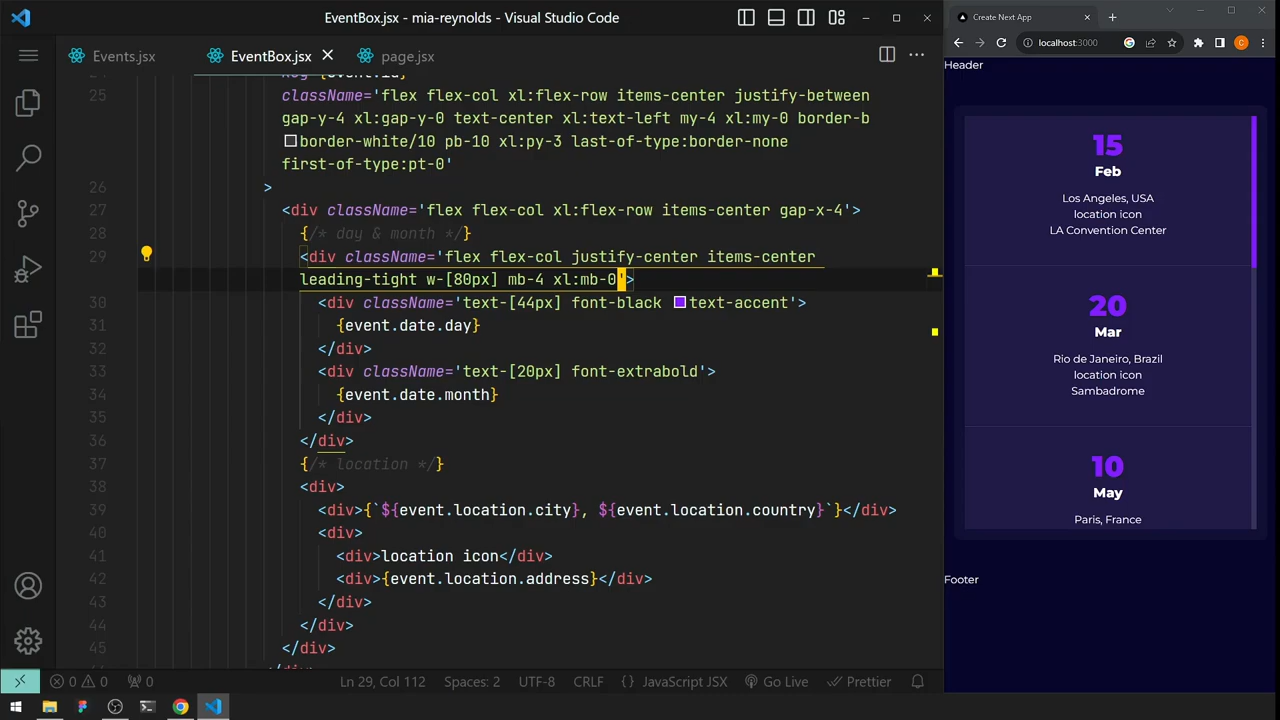 EventBox.jsx - mia-reynolds - Visual Studio Code
Events.jsx
EventBox.jsx
page.jsx
25 className='flex flex-col xl:flex-row items-center justify-between
gap-y-4 xl:gap-y-0 text-center xl:text-left my-4 xl:my-0 border-b
border-white/10 pb-10 xl:py-3 last-of-type:border-none
first-of-type:pt-0'
26 >
27 <div className='flex flex-col xl:flex-row items-center gap-x-4'>
28 {/* day & month */}
29 <div className='flex flex-col justify-center items-center
leading-tight w-[80px] mb-4 xl:mb-0'>
30 <div className='text-[44px] font-black text-accent'>
31 {event.date.day}
32 </div>
33 <div className='text-[20px] font-extrabold'>
34 {event.date.month}
35 </div>
36 </div>
37 {/* location */}
38 <div>
39 <div>{`${event.location.city}, ${event.location.country}`}</div>
40 <div>
41 <div>location icon</div>
42 <div>{event.location.address}</div>
43 </div>
44 </div>
45 </div>
0 0 0
Ln 29, Col 112
Spaces: 2
UTF-8
CRLF
{} JavaScript JSX
Go Live
Prettier
Create Next App
localhost:3000
C
Header
15
Feb
Los Angeles, USA
location icon
LA Convention Center
20
Mar
Rio de Janeiro, Brazil
location icon
Sambadrome
10
May
Paris, France
Footer